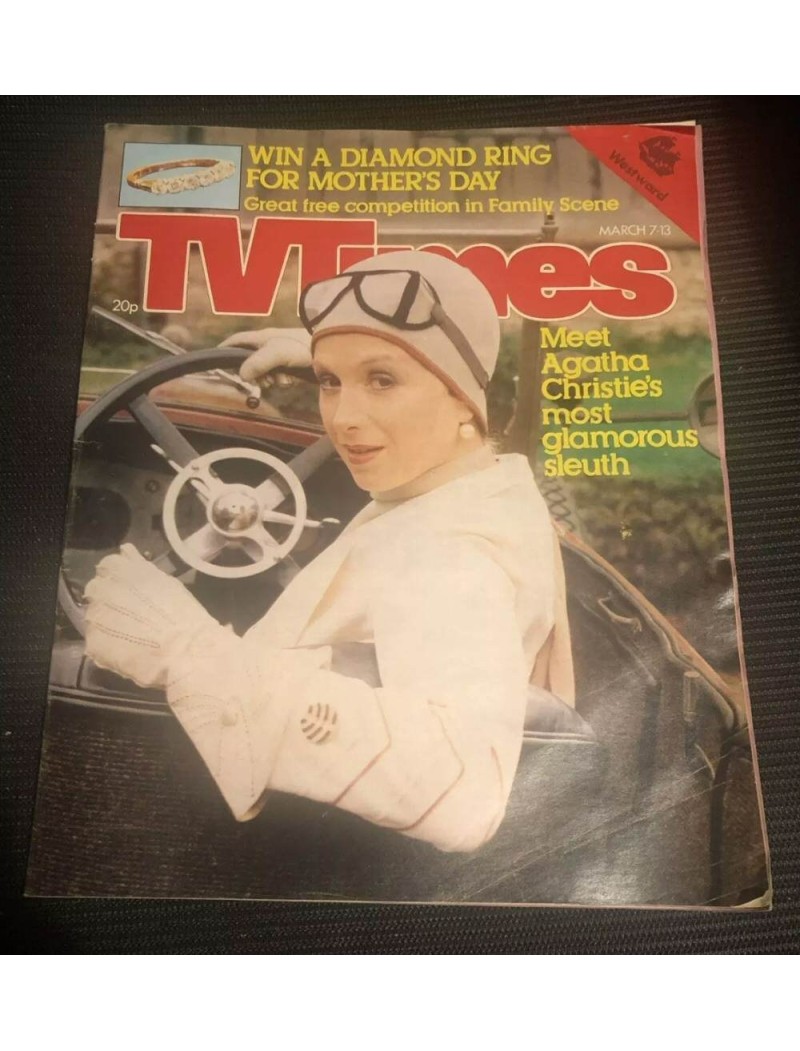 WIN A DIAMOND RING
FOR MOTHER'S DAY
Great free competition in Family Scene
Westward
MARCH 7-13
TVTimes
20p
Meet
Agatha
Christie's
most
glamorous
sleuth